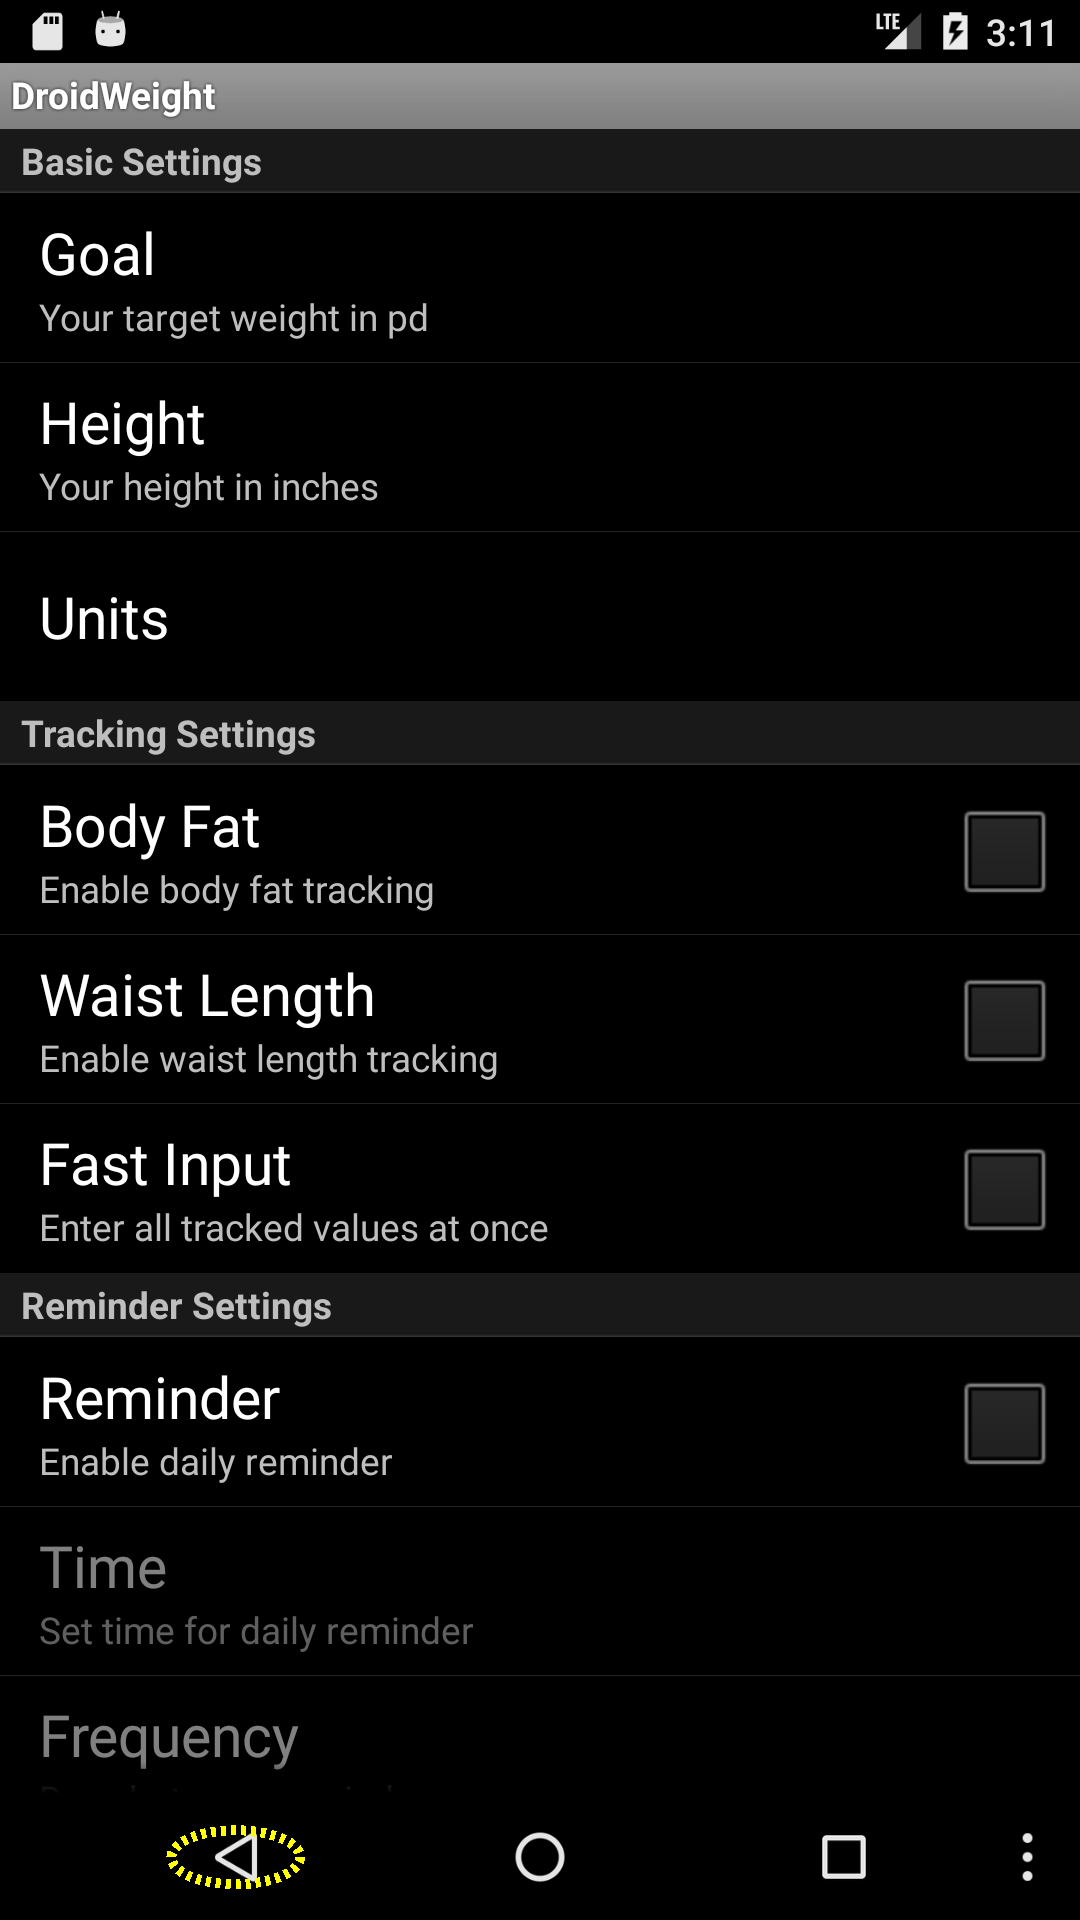 LTE 3:11
DroidWeight
Basic Settings
Goal
Your target weight in pd
Height
Your height in inches
Units
Tracking Settings
Body Fat
Enable body fat tracking
Waist Length
Enable waist length tracking
Fast Input
Enter all tracked values at once
Reminder Settings
Reminder
Enable daily reminder
Time
Set time for daily reminder
Frequency